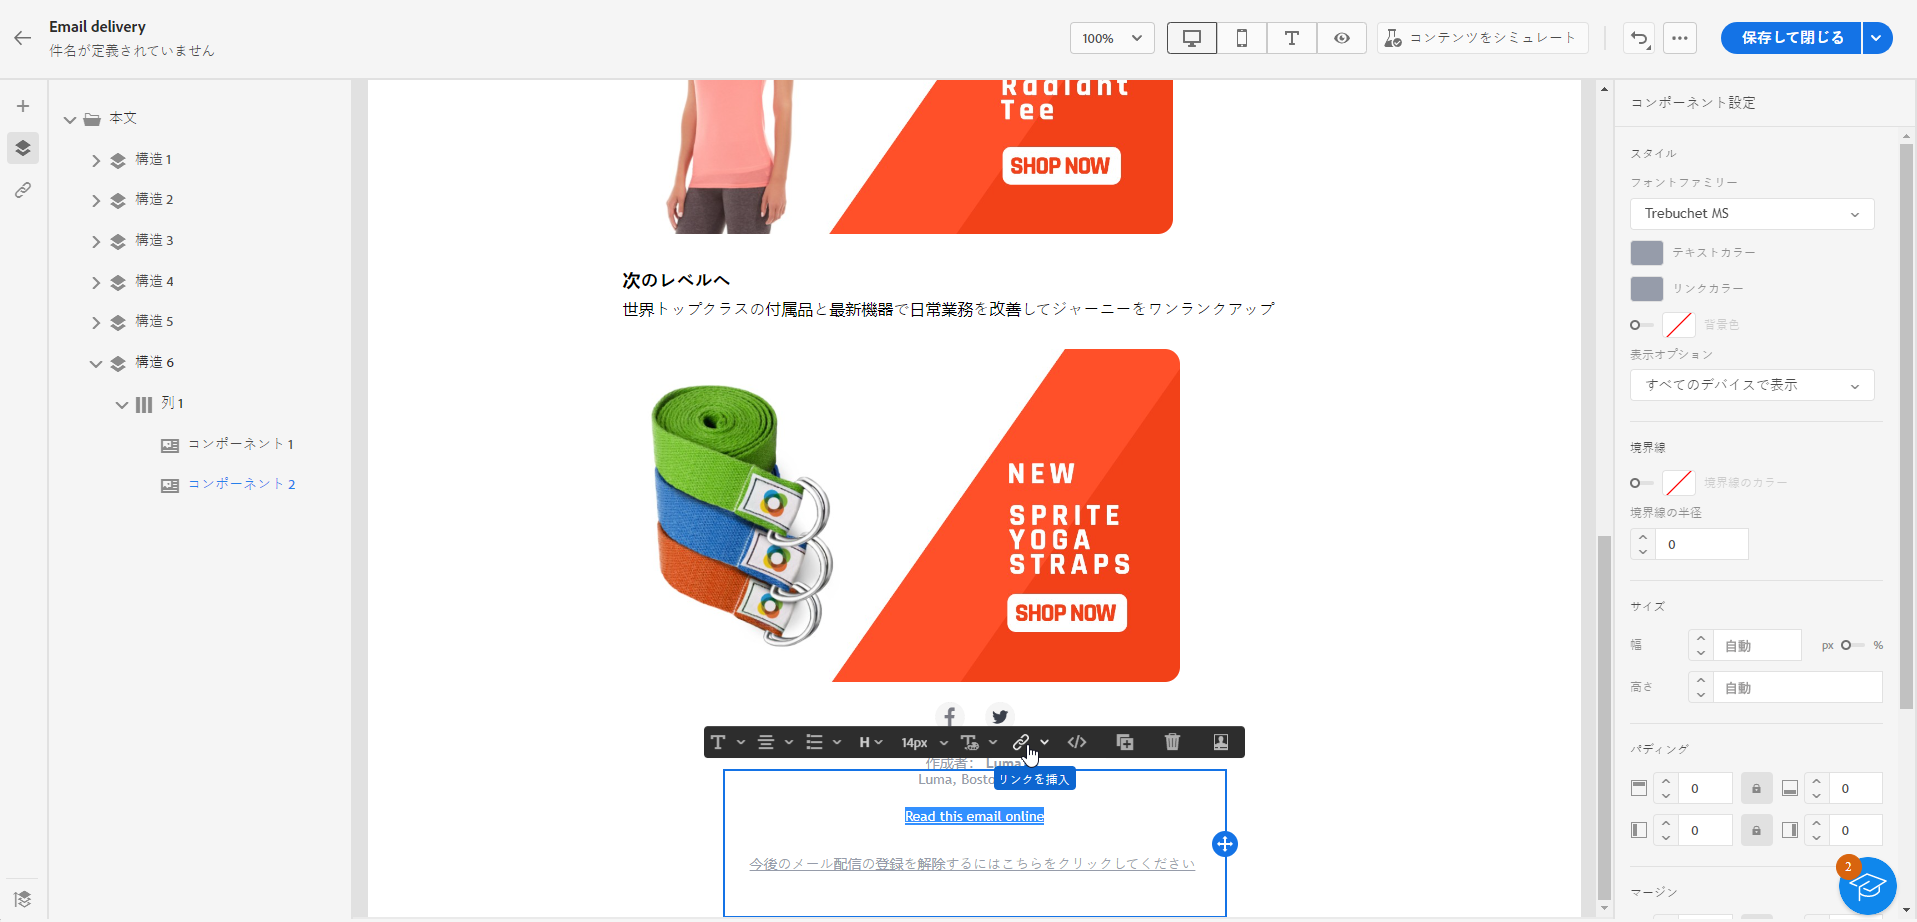 Email delivery
件名が定義されていません
100%
コンテンツをシミュレート
保存して閉じる
本文
構造 1
構造 2
構造 3
構造 4
構造 5
構造 6
列 1
コンポーネント 1
コンポーネント 2
Radiant
Tee
SHOP NOW
次のレベルへ
世界トップクラスの付属品と最新機器で日常業務を改善してジャーニーをワンランクアップ
NEW
SPRITE
YOGA
STRAPS
SHOP NOW
H
14px
作成者： Luma
Luma, Bosto
リンクを挿入
Read this email online
今後のメール配信の登録を解除するにはこちらをクリックしてください
コンポーネント設定
スタイル
フォントファミリー
Trebuchet MS
テキストカラー
リンクカラー
背景色
表示オプション
すべてのデバイスで表示
境界線
境界線のカラー
境界線の半径
0
サイズ
幅
自動
px
%
高さ
自動
パディング
0
0
0
0
2
マージン